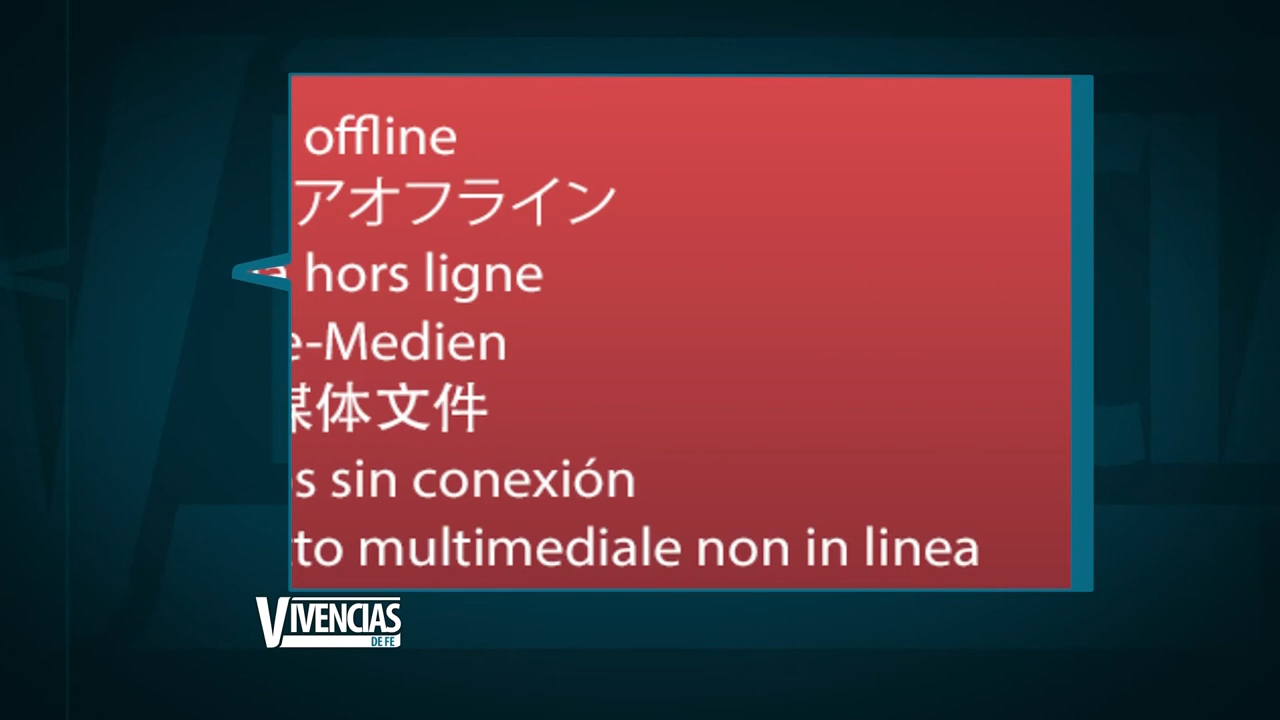 offline
アオフライン
hors ligne
e-Medien
媒体文件
s sin conexión
to multimediale non in linea
VIVENCIAS
DE FE